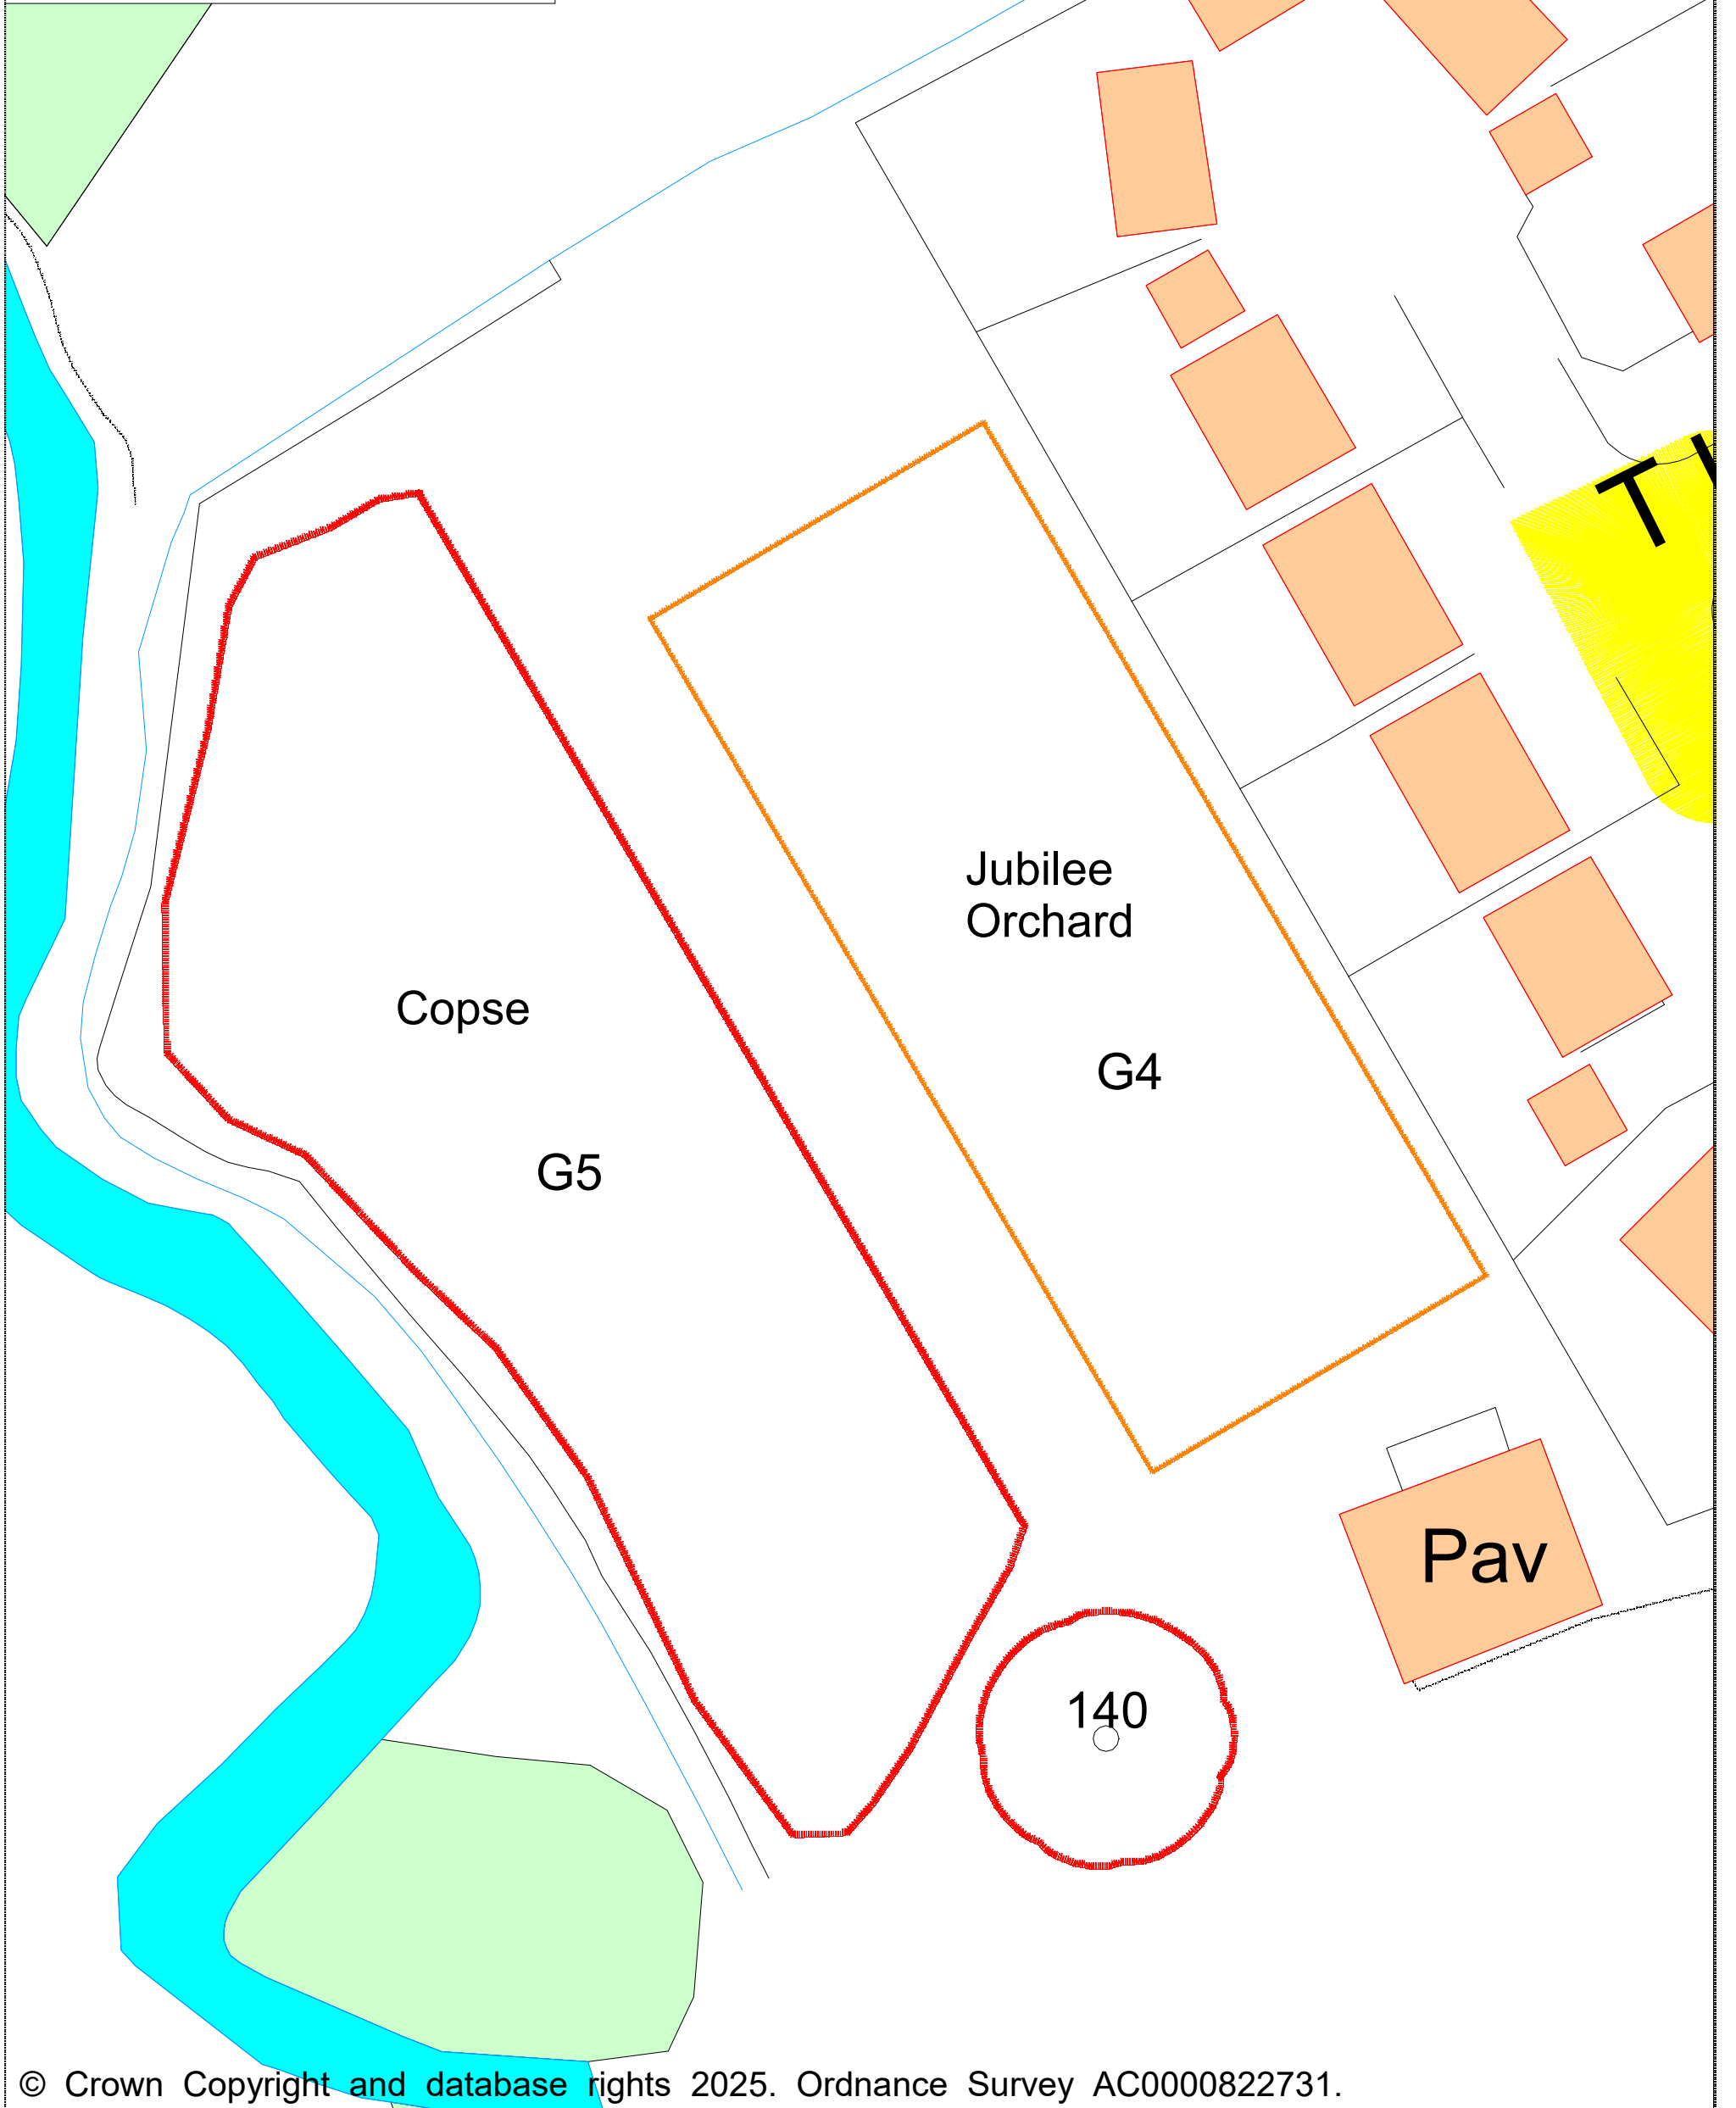 T
Jubilee
Orchard
Copse
G4
G5
Pav
140
© Crown Copyright and database rights 2025. Ordnance Survey AC0000822731.